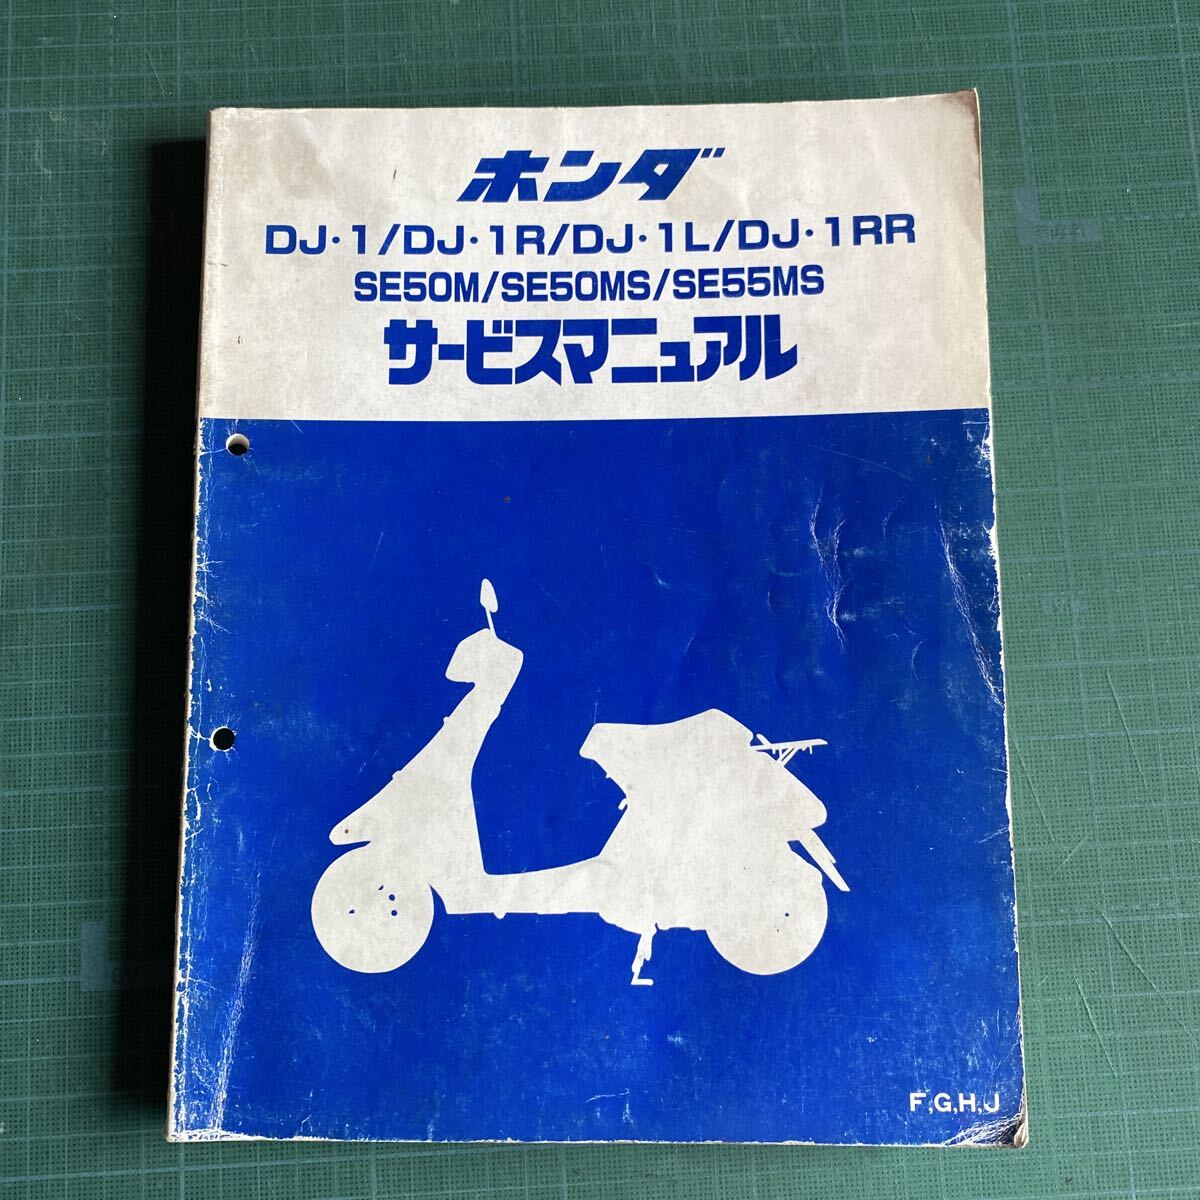 ホンダ
DJ・1/DJ・1R/DJ・1L/DJ・1RR
SE50M/SE50MS/SE55MS
サービスマニュアル
F,G,H,J